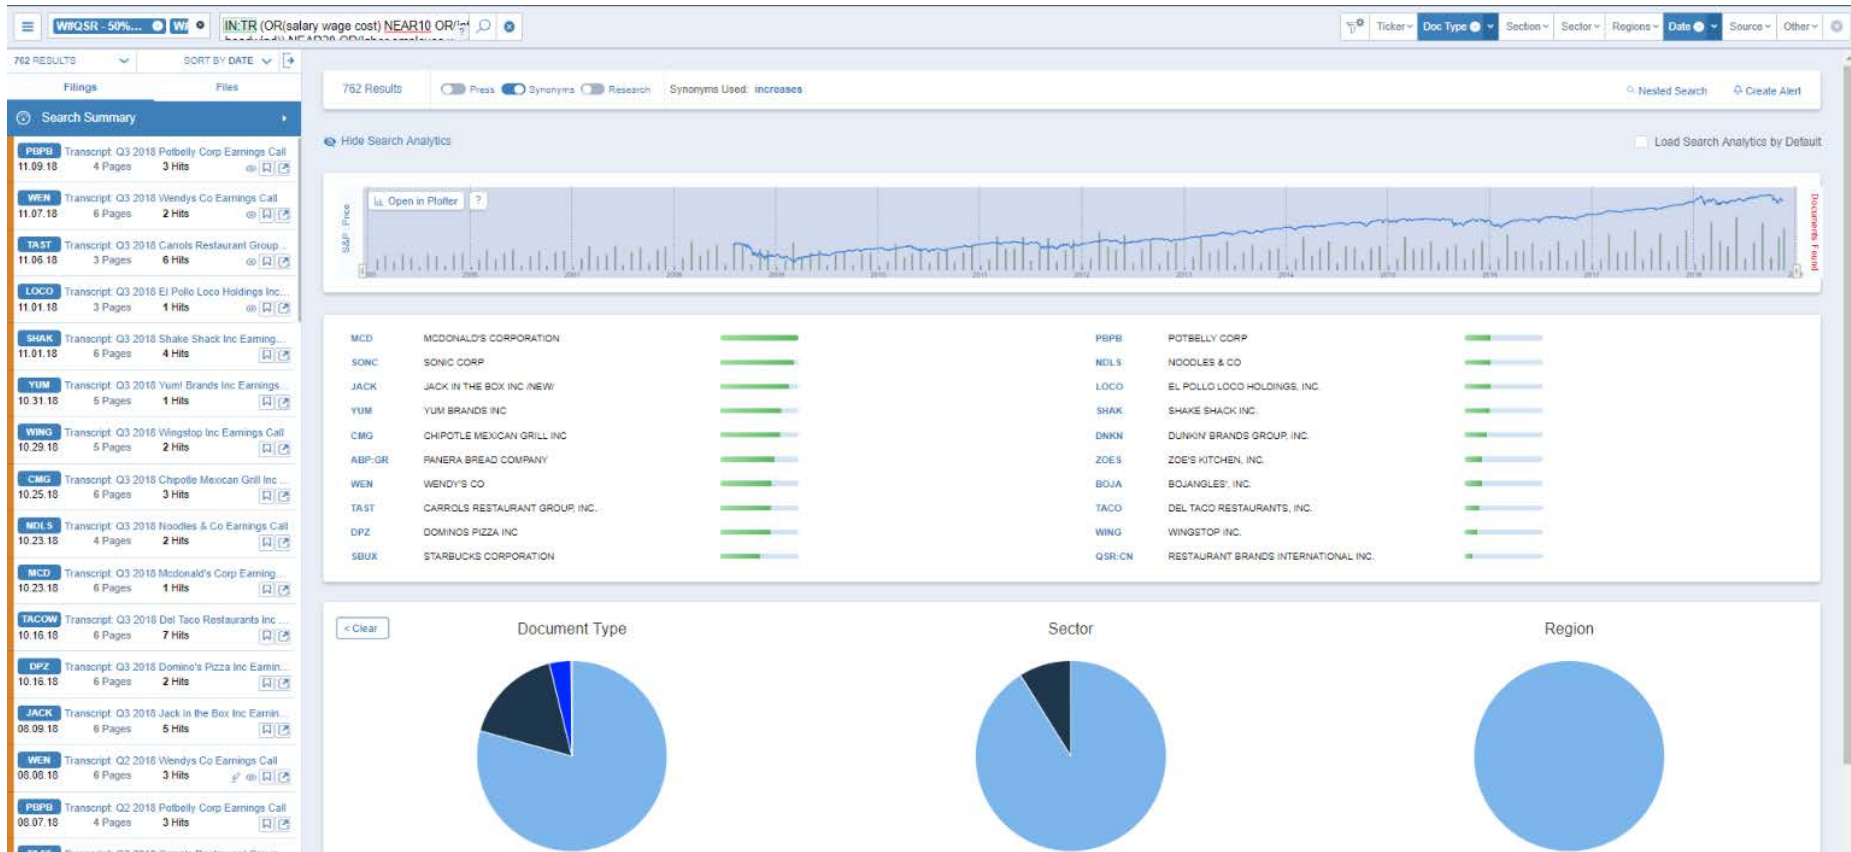 W#QSR - 50%... W#
IN:TR (OR(salary wage cost) NEAR10 OR(
Ticker Doc Type Section Sector Regions Date Source Other
762 RESULTS SORT BY DATE
Filings Files
Search Summary
PBPB Transcript: Q3 2018 Potbelly Corp Earnings Call
11.09.18 4 Pages 3 Hits
WEN Transcript: Q3 2018 Wendys Co Earnings Call
11.07.18 6 Pages 2 Hits
TAST Transcript: Q3 2018 Carrols Restaurant Group...
11.06.18 3 Pages 6 Hits
LOCO Transcript: Q3 2018 El Pollo Loco Holdings Inc...
11.01.18 3 Pages 1 Hits
SHAK Transcript: Q3 2018 Shake Shack Inc Earning...
11.01.18 6 Pages 4 Hits
YUM Transcript: Q3 2018 Yum! Brands Inc Earnings...
10.31.18 5 Pages 1 Hits
WING Transcript: Q3 2018 Wingstop Inc Earnings Call
10.29.18 5 Pages 2 Hits
CMG Transcript: Q3 2018 Chipotle Mexican Grill Inc ...
10.25.18 6 Pages 3 Hits
NDLS Transcript: Q3 2018 Noodles & Co Earnings Call
10.23.18 4 Pages 2 Hits
MCD Transcript: Q3 2018 Mcdonald's Corp Earning...
10.23.18 6 Pages 1 Hits
TACOW Transcript: Q3 2018 Del Taco Restaurants Inc ...
10.16.18 6 Pages 7 Hits
DPZ Transcript: Q3 2018 Domino's Pizza Inc Earnin...
10.16.18 6 Pages 2 Hits
JACK Transcript: Q3 2018 Jack in the Box Inc Earnin...
08.09.18 6 Pages 5 Hits
WEN Transcript: Q2 2018 Wendys Co Earnings Call
08.08.18 6 Pages 3 Hits
PBPB Transcript: Q2 2018 Potbelly Corp Earnings Call
08.07.18 4 Pages 3 Hits
762 Results Press Synonyms Research Synonyms Used: increases Nested Search Create Alert
Hide Search Analytics Load Search Analytics by Default
Open in Plotter ?
S&P Price
Documents Found
2006 2007 2008 2009 2010 2011 2012 2013 2014 2015 2016 2017 2018
MCD MCDONALD'S CORPORATION
SONC SONIC CORP
JACK JACK IN THE BOX INC /NEW/
YUM YUM BRANDS INC
CMG CHIPOTLE MEXICAN GRILL INC
ABP:GR PANERA BREAD COMPANY
WEN WENDY'S CO
TAST CARROLS RESTAURANT GROUP, INC.
DPZ DOMINOS PIZZA INC
SBUX STARBUCKS CORPORATION
PBPB POTBELLY CORP
NDLS NOODLES & CO
LOCO EL POLLO LOCO HOLDINGS, INC.
SHAK SHAKE SHACK INC.
DNKN DUNKIN' BRANDS GROUP, INC.
ZOES ZOE'S KITCHEN, INC.
BOJA BOJANGLES', INC.
TACO DEL TACO RESTAURANTS, INC.
WING WINGSTOP INC.
QSR:CN RESTAURANT BRANDS INTERNATIONAL INC.
< Clear
Document Type
Sector
Region